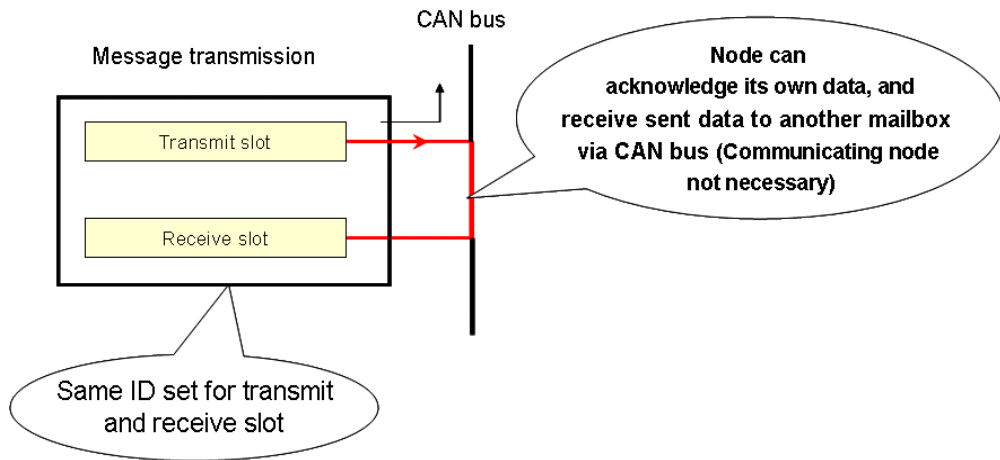 CAN bus
Message transmission
Node can
acknowledge its own data, and
receive sent data to another mailbox
via CAN bus (Communicating node
not necessary)
Transmit slot
Receive slot
Same ID set for transmit
and receive slot